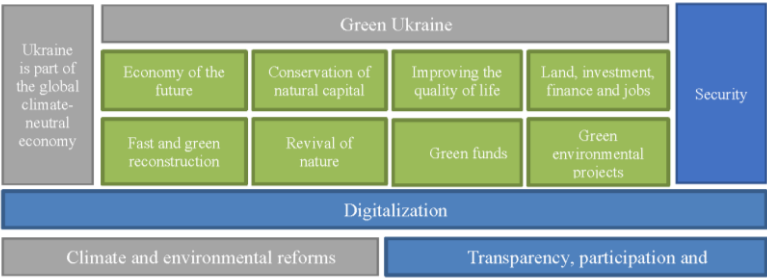 Ukraine
is part of
the global
climate-
neutral
economy
Green Ukraine
Economy of the
future
Conservation of
natural capital
Improving the
quality of life
Land, investment,
finance and jobs
Fast and green
reconstruction
Revival of
nature
Green funds
Green
environmental
projects
Security
Digitalization
Climate and environmental reforms
Transparency, participation and